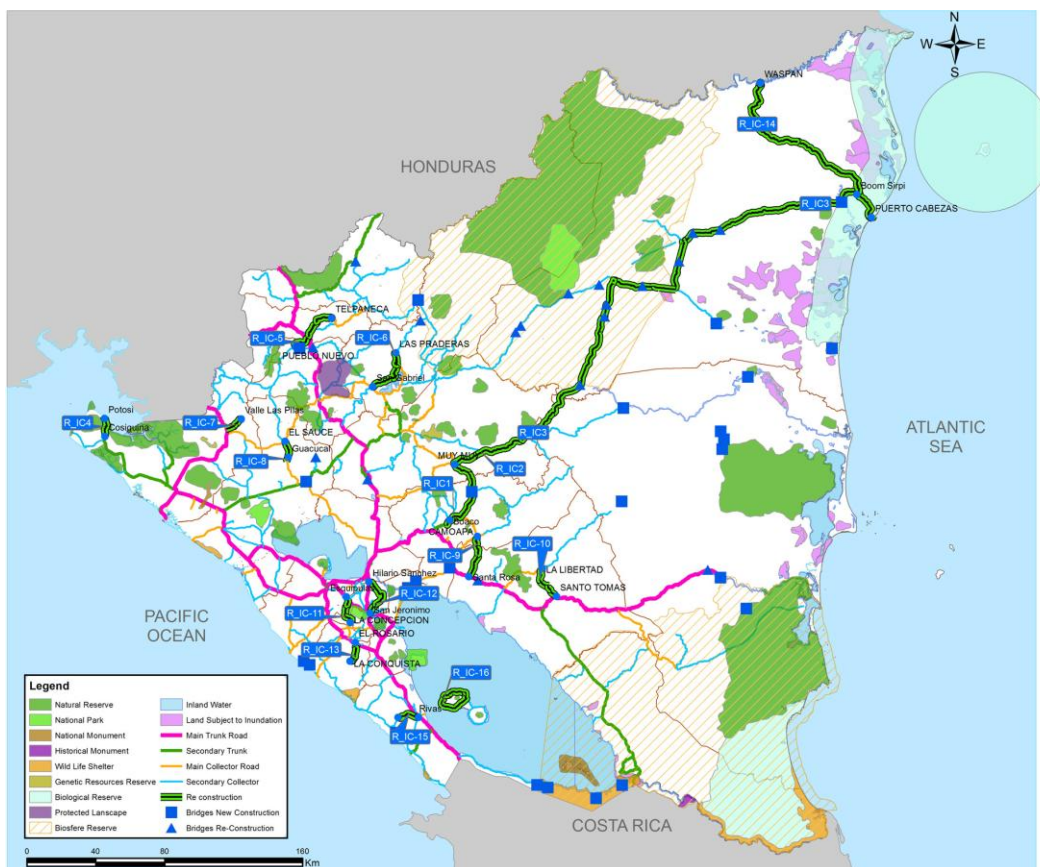 N
W E
S
WASPAN
R_IC-14
HONDURAS
Boom Sirpi
R_IC3
PUERTO CABEZAS
TELPANECA
R_IC-5
R_IC-6
LAS PRADERAS
PUEBLO NUEVO
San Gabriel
Potosi
Valle Las Pilas
R_IC4
R_IC-7
Cosiguina
EL SAUCE
R_IC3
ATLANTIC
SEA
Guacucal
R_IC-8
MUY MUY
R_IC2
R_IC1
Boaco
CAMOAPA
R_IC-9
R_IC-10
LA LIBERTAD
Hilario Sanchez
Santa Rosa
SANTO TOMAS
Esquipulas
R_IC-12
PACIFIC
OCEAN
R_IC-11
San Jeronimo
LA CONCEPCION
EL ROSARIO
R_IC-13
LA CONQUISTA
R_IC-16
Rivas
R_IC-15
COSTA RICA
Legend
Natural Reserve
National Park
National Monument
Historical Monument
Wild Life Shelter
Genetic Resources Reserve
Biological Reserve
Protected Lanscape
Biosfere Reserve
Inland Water
Land Subject to Inundation
Main Trunk Road
Secondary Trunk
Main Collector Road
Secondary Collector
Re construction
Bridges New Construction
Bridges Re-Construction
0 20 40 80 120 160
Km